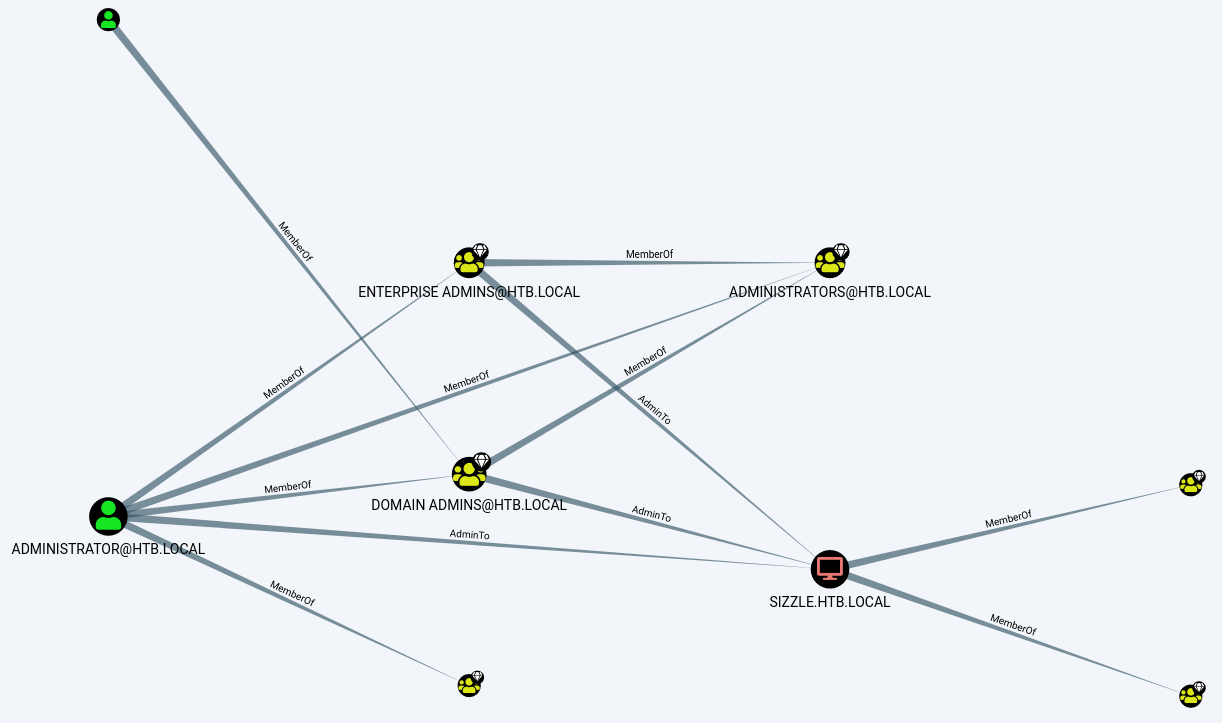 MemberOf
MemberOf
ENTERPRISE ADMINS@HTB.LOCAL
ADMINISTRATORS@HTB.LOCAL
MemberOf
MemberOf
MemberOf
AdminTo
MemberOf
DOMAIN ADMINS@HTB.LOCAL
AdminTo
MemberOf
AdminTo
ADMINISTRATOR@HTB.LOCAL
MemberOf
SIZZLE.HTB.LOCAL
MemberOf